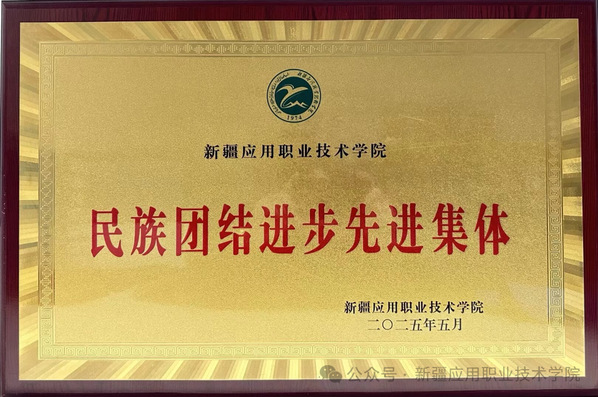 1974
新疆应用职业技术学院
民族团结进步先进集体
新疆应用职业技术学院
二〇二五年五月
公众号·新疆应用职业技术学院